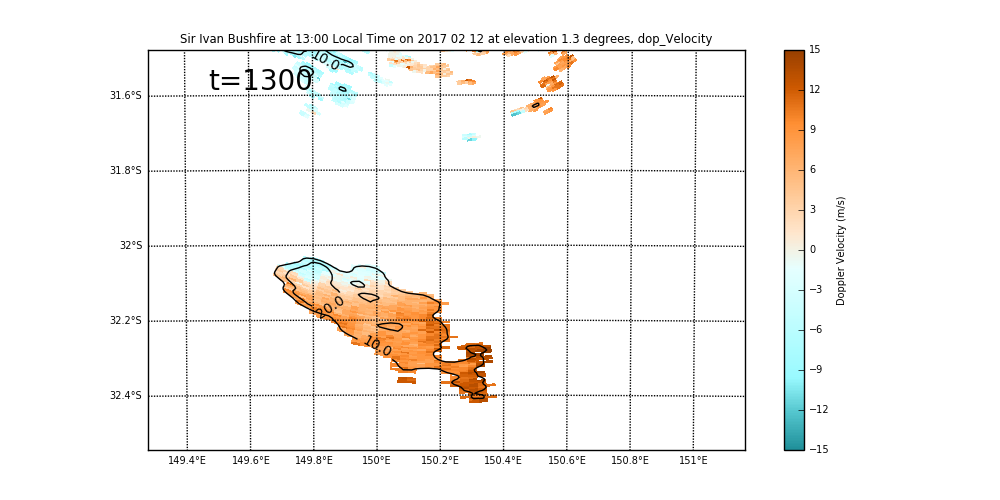 Sir Ivan Bushfire at 13:00 Local Time on 2017 02 12 at elevation 1.3 degrees, dop_Velocity
t=1300
10.0
20.0
10.0
31.6°S
31.8°S
32°S
32.2°S
32.4°S
149.4°E 149.6°E 149.8°E 150°E 150.2°E 150.4°E 150.6°E 150.8°E 151°E
15
12
9
6
3
0
−3
−6
−9
−12
−15
Doppler Velocity (m/s)